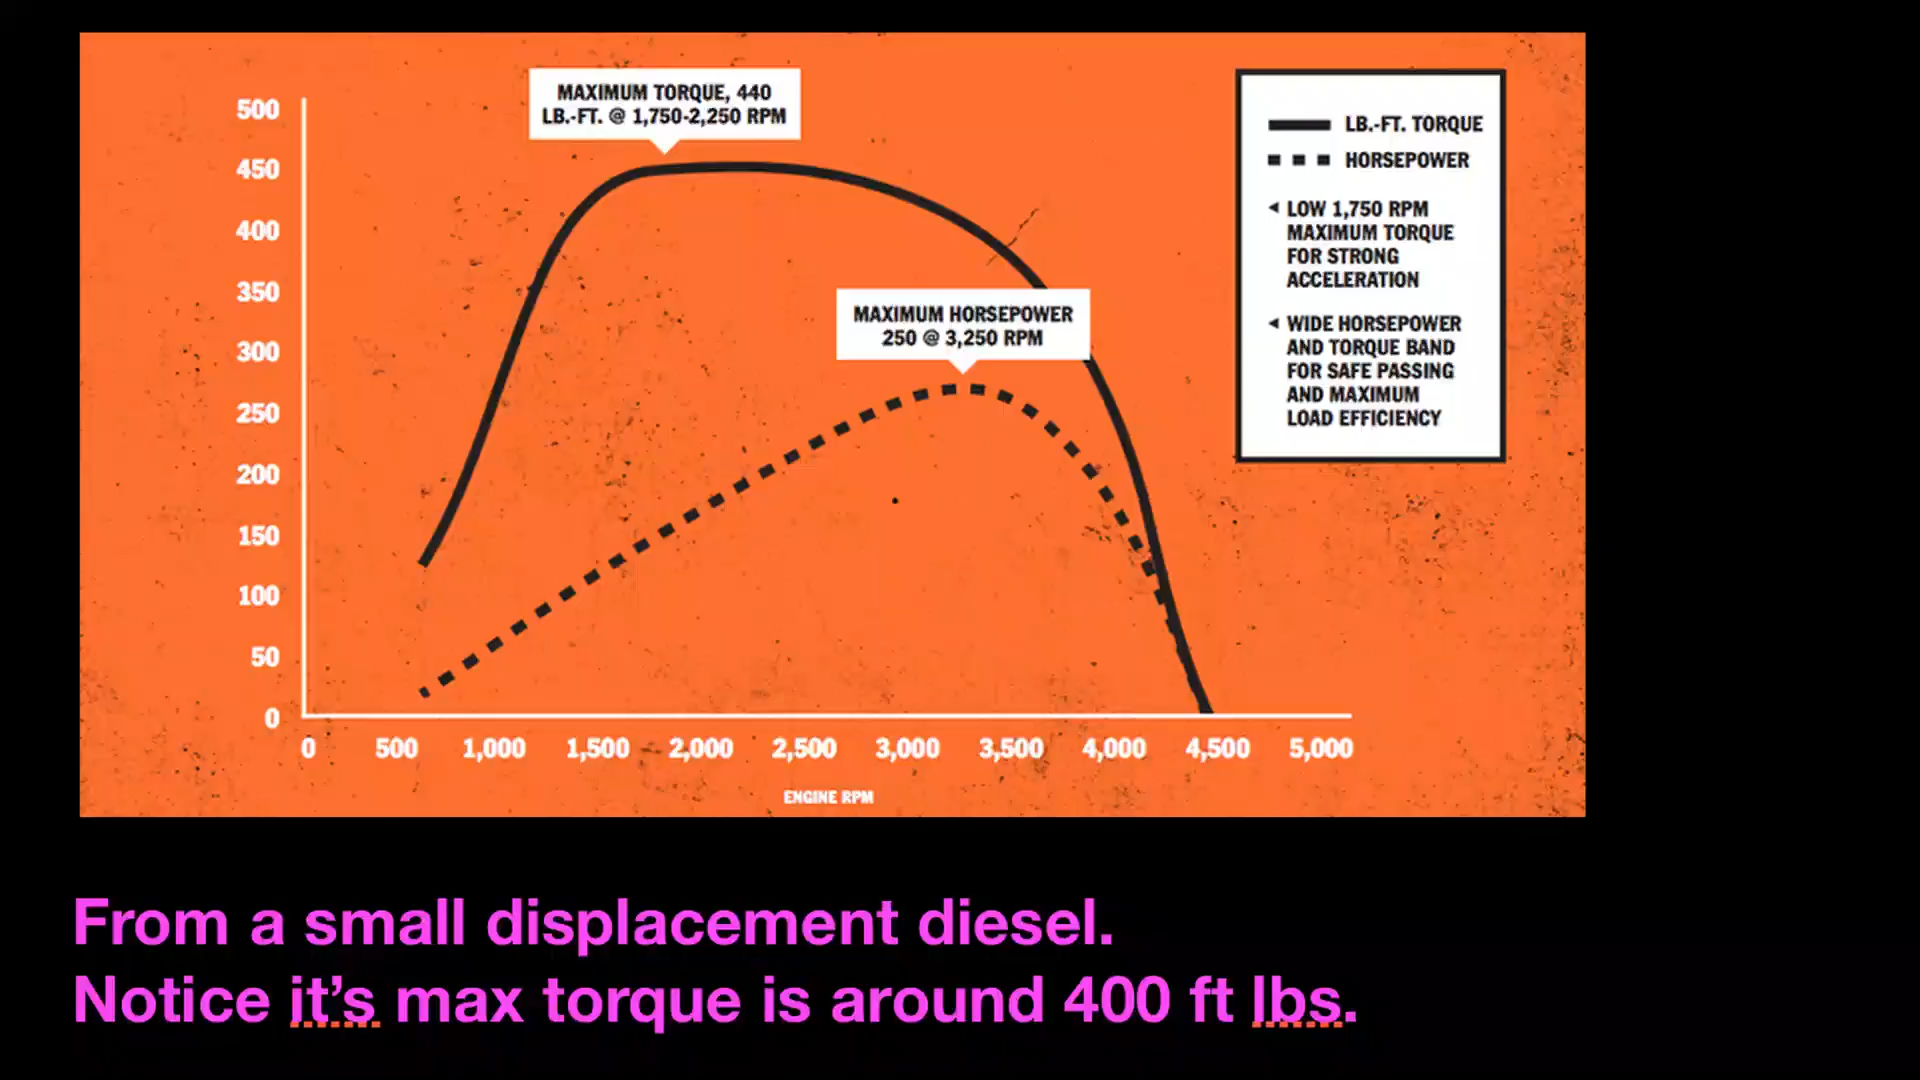 MAXIMUM TORQUE, 440
LB.-FT. @ 1,750-2,250 RPM
500
450
400
350
300
250
200
150
100
50
0
MAXIMUM HORSEPOWER
250 @ 3,250 RPM
0 500 1,000 1,500 2,000 2,500 3,000 3,500 4,000 4,500 5,000
ENGINE RPM
LB.-FT. TORQUE
HORSEPOWER
LOW 1,750 RPM
MAXIMUM TORQUE
FOR STRONG
ACCELERATION
WIDE HORSEPOWER
AND TORQUE BAND
FOR SAFE PASSING
AND MAXIMUM
LOAD EFFICIENCY
From a small displacement diesel.
Notice it’s max torque is around 400 ft lbs.